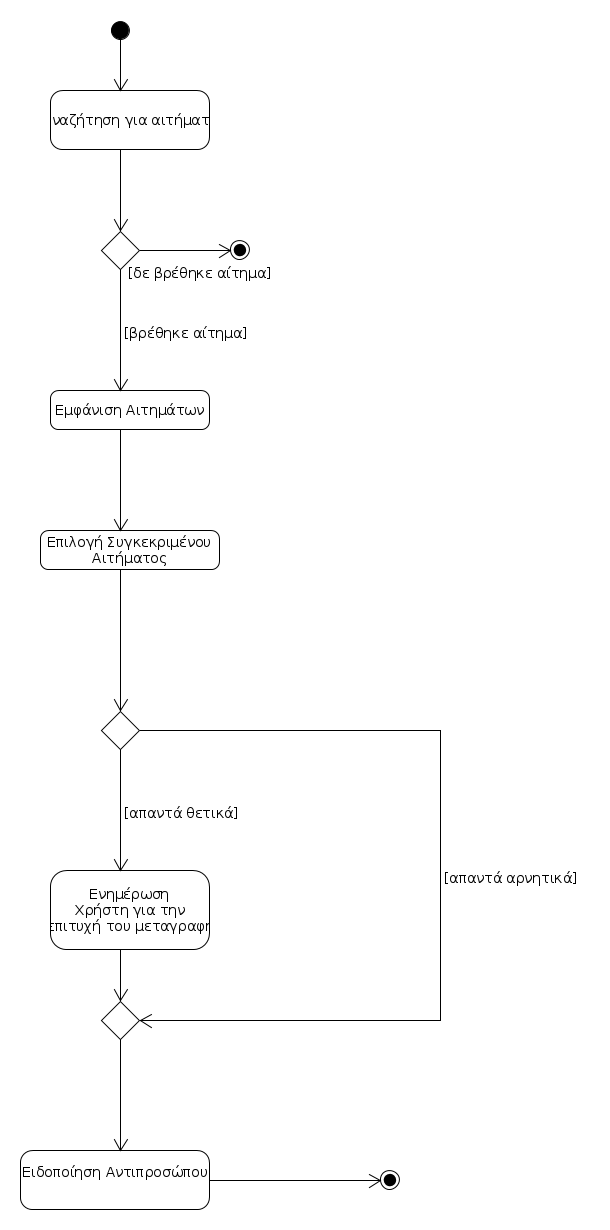 ναζήτηση για αιτήματ
[δε βρέθηκε αίτημα]
[βρέθηκε αίτημα]
Εμφάνιση Αιτημάτων
Επιλογή Συγκεκριμένου
Αιτήματος
[απαντά θετικά]
[απαντά αρνητικά]
Ενημέρωση
Χρήστη για την
επιτυχή του μεταγραφή
Ειδοποίηση Αντιπροσώπου